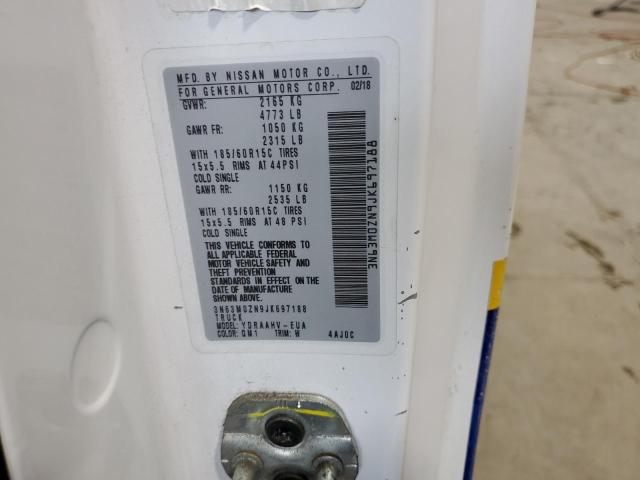 MFD. BY NISSAN MOTOR CO., LTD.
FOR GENERAL MOTORS CORP. 02/18
GVWR: 2165 KG
4773 LB
GAWR FR: 1050 KG
2315 LB
WITH 185/60R15C TIRES
15x5.5 RIMS AT 44PSI
COLD SINGLE
GAWR RR: 1150 KG
2535 LB
WITH 185/60R15C TIRES
15x5.5 RIMS AT 48 PSI
COLD SINGLE
THIS VEHICLE CONFORMS TO
ALL APPLICABLE FEDERAL
MOTOR VEHICLE SAFETY AND
THEFT PREVENTION
STANDARDS IN EFFECT ON
THE DATE OF MANUFACTURE
SHOWN ABOVE
3N63M0ZN9JK697188
TRUCK
MODEL: YDRAAHV-EUA
COLOR: QM1 TRIM: W 4AJ0C
3N63M0ZN9JK697188